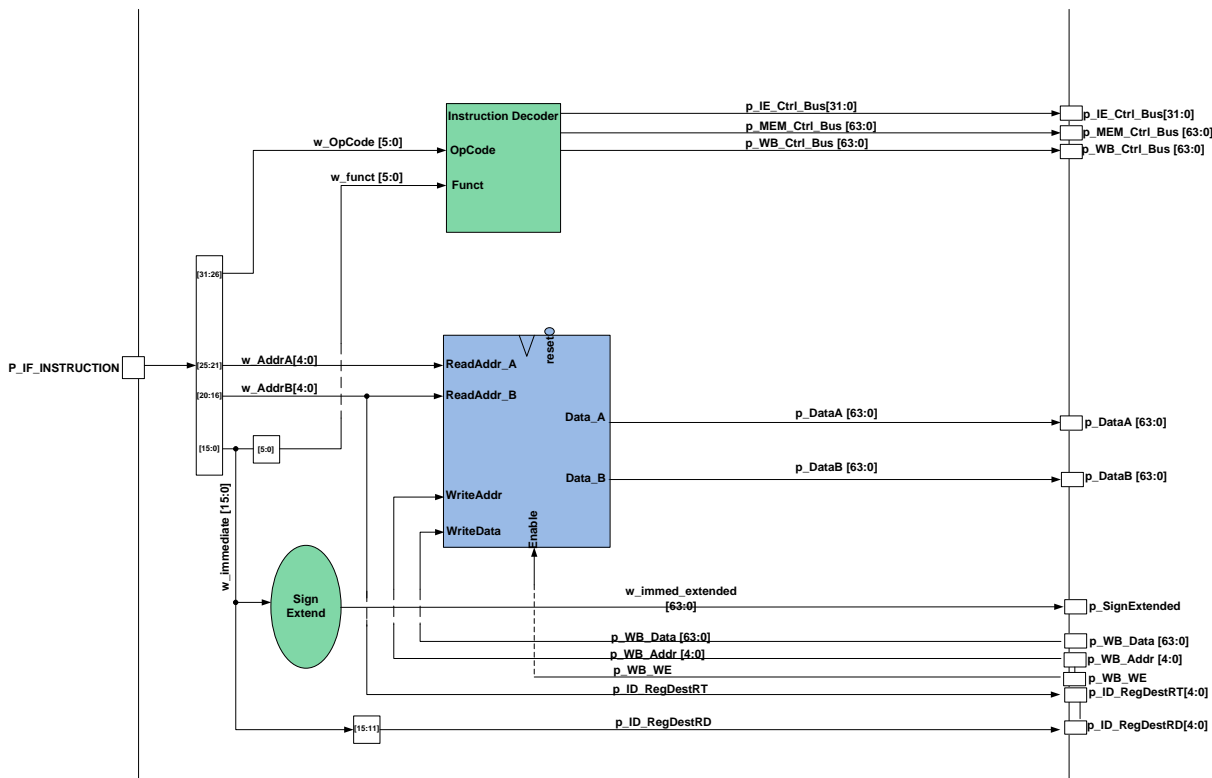 p_IE_Ctrl_Bus[31:0]
p_IE_Ctrl_Bus[31:0]
Instruction Decoder
p_MEM_Ctrl_Bus [63:0]
p_MEM_Ctrl_Bus [63:0]
w_OpCode [5:0]
OpCode
p_WB_Ctrl_Bus [63:0]
p_WB_Ctrl_Bus [63:0]
w_funct [5:0]
Funct
[31:26]
reset
P_IF_INSTRUCTION
[25:21]
w_AddrA[4:0]
ReadAddr_A
[20:16]
w_AddrB[4:0]
ReadAddr_B
Data_A
p_DataA [63:0]
p_DataA [63:0]
[15:0]
[5:0]
Data_B
p_DataB [63:0]
p_DataB [63:0]
w_immediate [15:0]
WriteAddr
WriteData
Enable
Sign
Extend
w_immed_extended
[63:0]
p_SignExtended
p_WB_Data [63:0]
p_WB_Data [63:0]
p_WB_Addr [4:0]
p_WB_Addr [4:0]
p_WB_WE
p_WB_WE
p_ID_RegDestRT
p_ID_RegDestRT[4:0]
[15:11]
p_ID_RegDestRD
p_ID_RegDestRD[4:0]